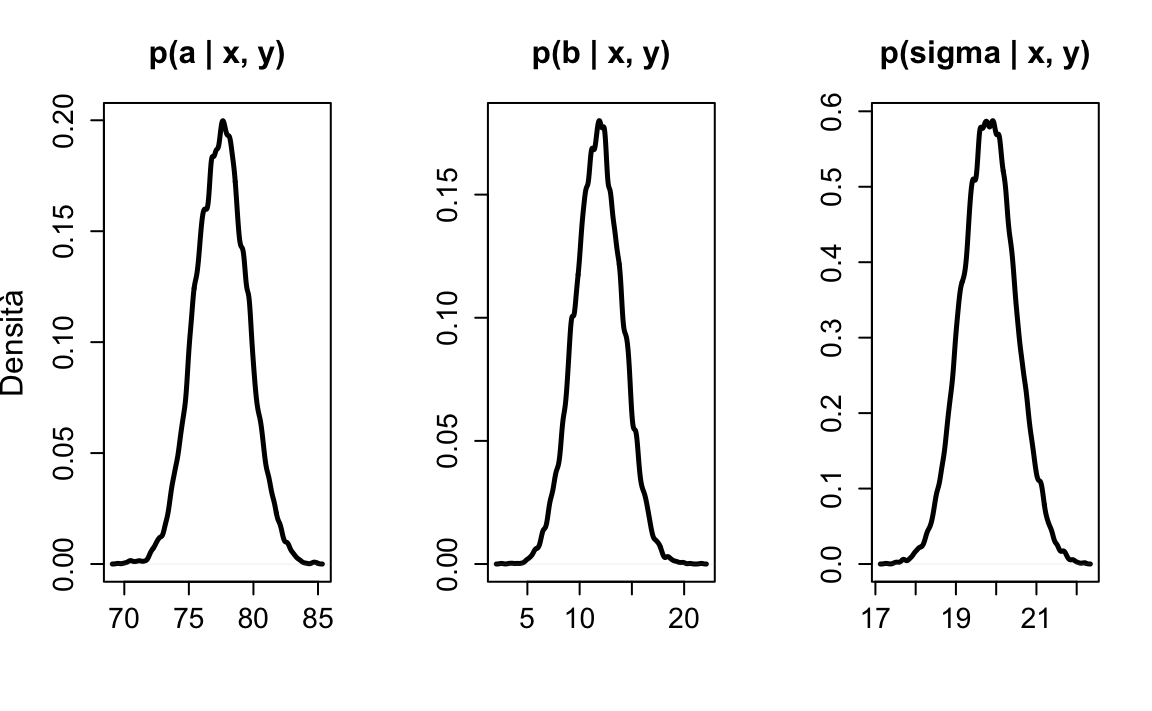 p(a | x, y)
p(b | x, y)
p(sigma | x, y)
Densità
0.00 0.05 0.10 0.15 0.20
70 75 80 85
0.00 0.05 0.10 0.15
5 10 20
0.0 0.1 0.2 0.3 0.4 0.5 0.6
17 19 21